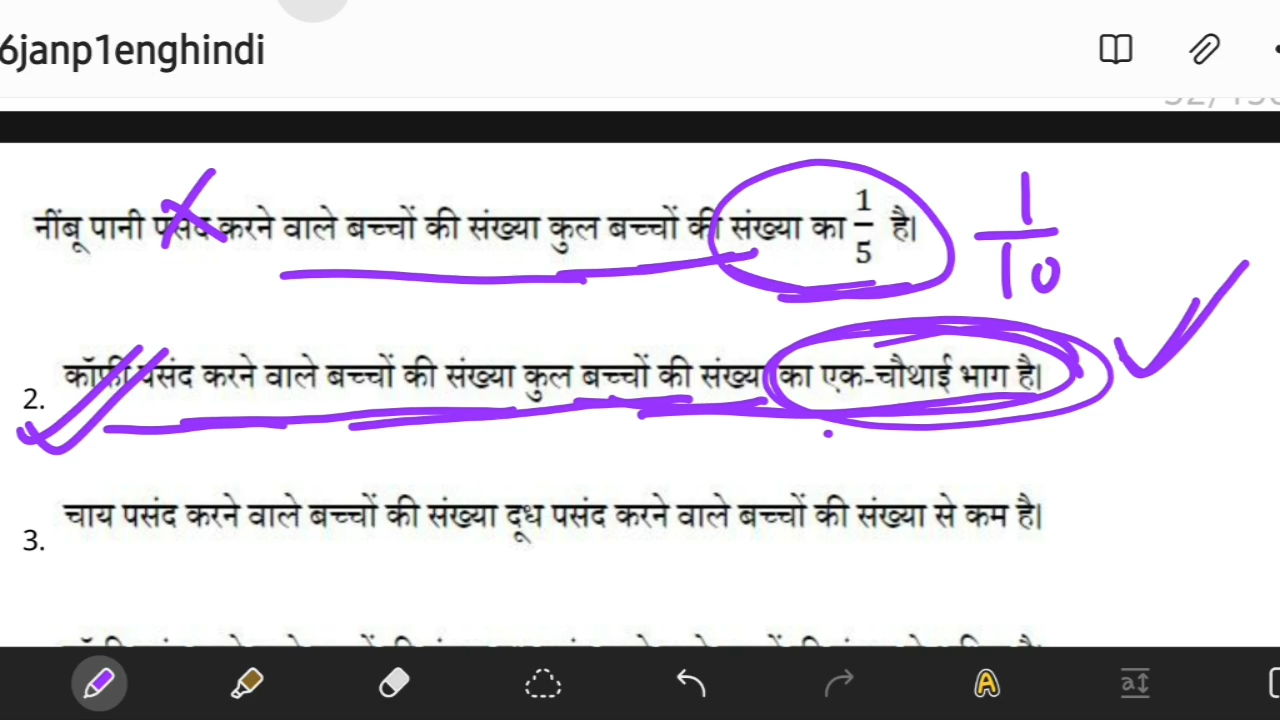 6janp1enghindi
नींबू पानी पसंद करने वाले बच्चों की संख्या कुल बच्चों की संख्या का 1/5 है।
1/10
2. कॉफी पसंद करने वाले बच्चों की संख्या कुल बच्चों की संख्या का एक-चौथाई भाग है।
3. चाय पसंद करने वाले बच्चों की संख्या दूध पसंद करने वाले बच्चों की संख्या से कम है।